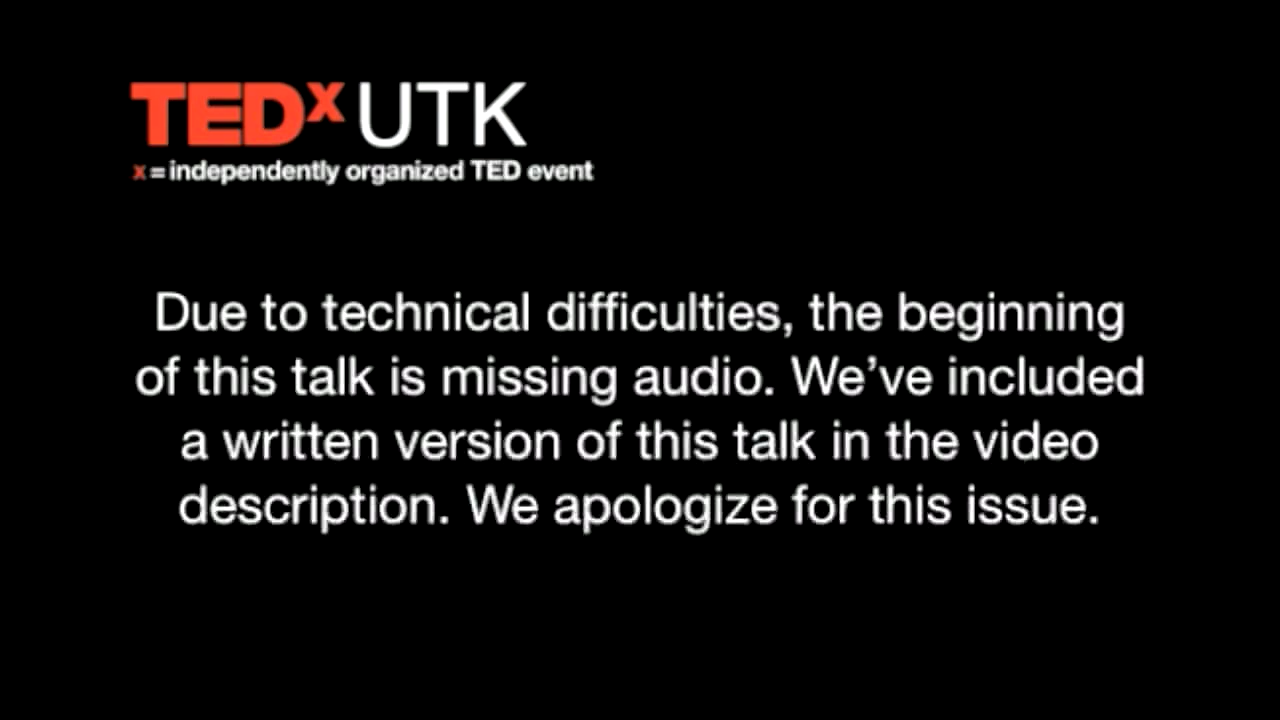 TEDx UTK
x = independently organized TED event
Due to technical difficulties, the beginning
of this talk is missing audio. We’ve included
a written version of this talk in the video
description. We apologize for this issue.